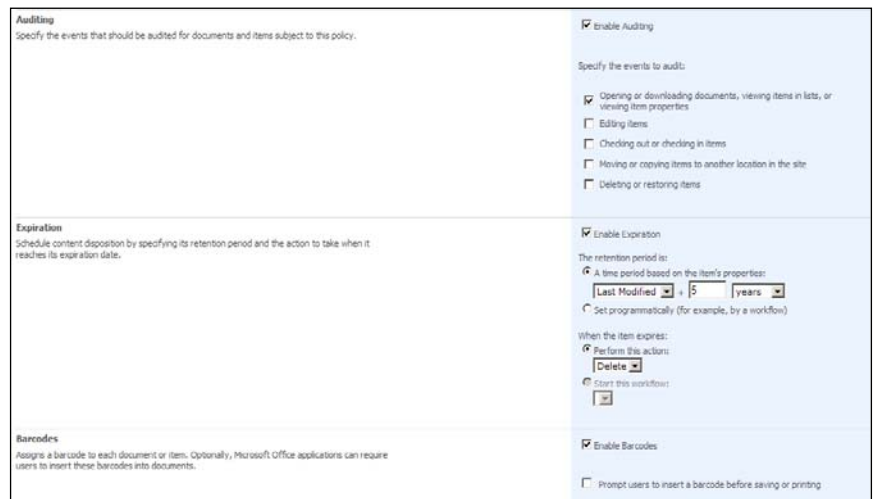 Auditing
Specify the events that should be audited for documents and items subject to this policy.
Enable Auditing
Specify the events to audit:
Opening or downloading documents, viewing items in lists, or
viewing item properties
Editing items
Checking out or checking in items
Moving or copying items to another location in the site
Deleting or restoring items
Expiration
Schedule content disposition by specifying its retention period and the action to take when it
reaches its expiration date.
Enable Expiration
The retention period is:
A time period based on the item's properties:
Last Modified + 5 years
Set programmatically (for example, by a workflow)
When the item expires:
Perform this action:
Delete
Start this workflow:
Barcodes
Assigns a barcode to each document or item. Optionally, Microsoft Office applications can require
users to insert these barcodes into documents.
Enable Barcodes
Prompt users to insert a barcode before saving or printing